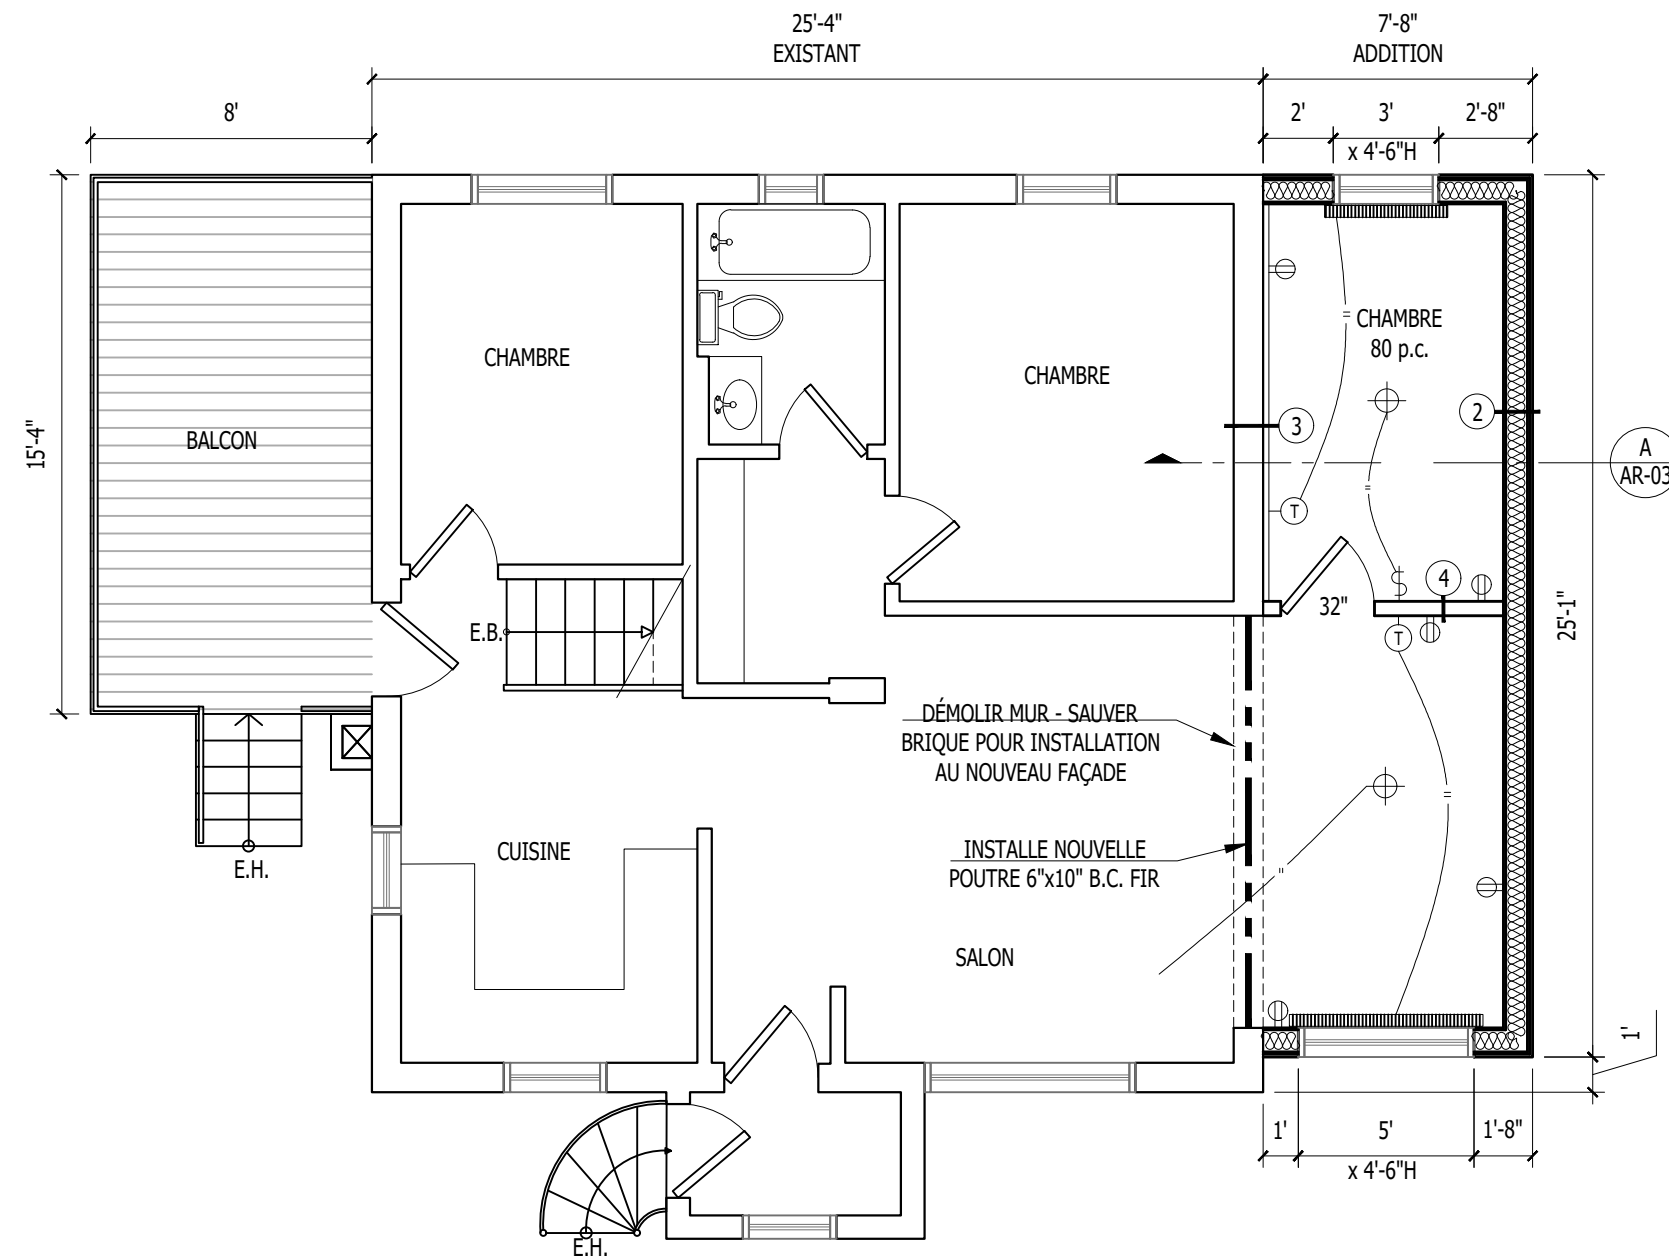 25'-4"
EXISTANT
7'-8"
ADDITION
8'
2'
3'
2'-8"
x 4'-6"H
CHAMBRE
80 p.c.
CHAMBRE
CHAMBRE
BALCON
15'-4"
3
2
A
AR-03
T
4
32"
25'-1"
E.B.
T
DÉMOLIR MUR - SAUVER
BRIQUE POUR INSTALLATION
AU NOUVEAU FAÇADE
CUISINE
INSTALLE NOUVELLE
POUTRE 6"x10" B.C. FIR
E.H.
SALON
1'
1'
5'
1'-8"
x 4'-6"H
E.H.